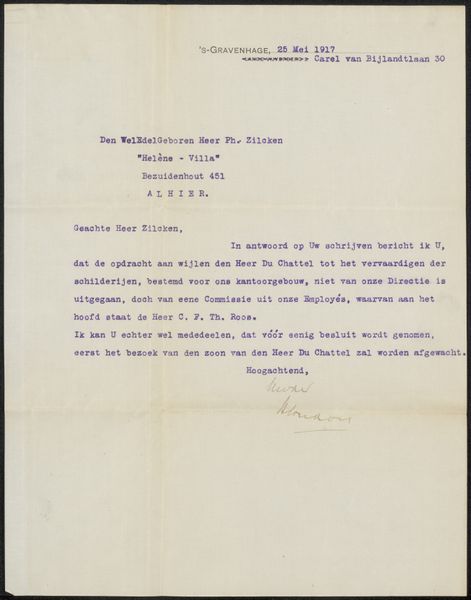 'S-GRAVENHAGE, 25 Mei 1917
Carel van Bijlandtlaan 30
Den WelEdelGeboren Heer Ph. Zilcken
"Helène - Villa"
Bezuidenhout 451
A L H I E R.
Geachte Heer Zilcken,
In antwoord op Uw schrijven bericht ik U,
dat de opdracht aan wijlen den Heer Du Chattel tot het vervaardigen der
schilderijen, bestemd voor ons kantoorgebouw, niet van onze Directie is
uitgegaan, doch van eene Commissie uit onze Employés, waarvan aan het
hoofd staat de Heer C. F. Th. Roos.
Ik kan U echter wel mededeelen, dat vóór eenig besluit wordt genomen,
eerst het bezoek van den zoon van den Heer Du Chattel zal worden afgewacht.
Hoogachtend,